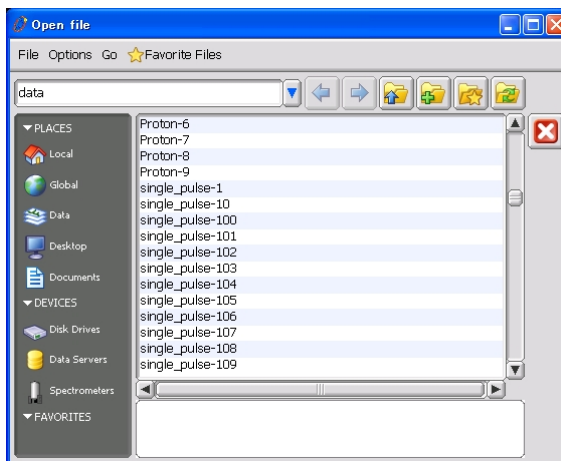 Open file
File Options Go Favorite Files
data
PLACES
Local
Global
Data
Desktop
Documents
DEVICES
Disk Drives
Data Servers
Spectrometers
FAVORITES
Proton-6
Proton-7
Proton-8
Proton-9
single_pulse-1
single_pulse-10
single_pulse-100
single_pulse-101
single_pulse-102
single_pulse-103
single_pulse-104
single_pulse-105
single_pulse-106
single_pulse-107
single_pulse-108
single_pulse-109